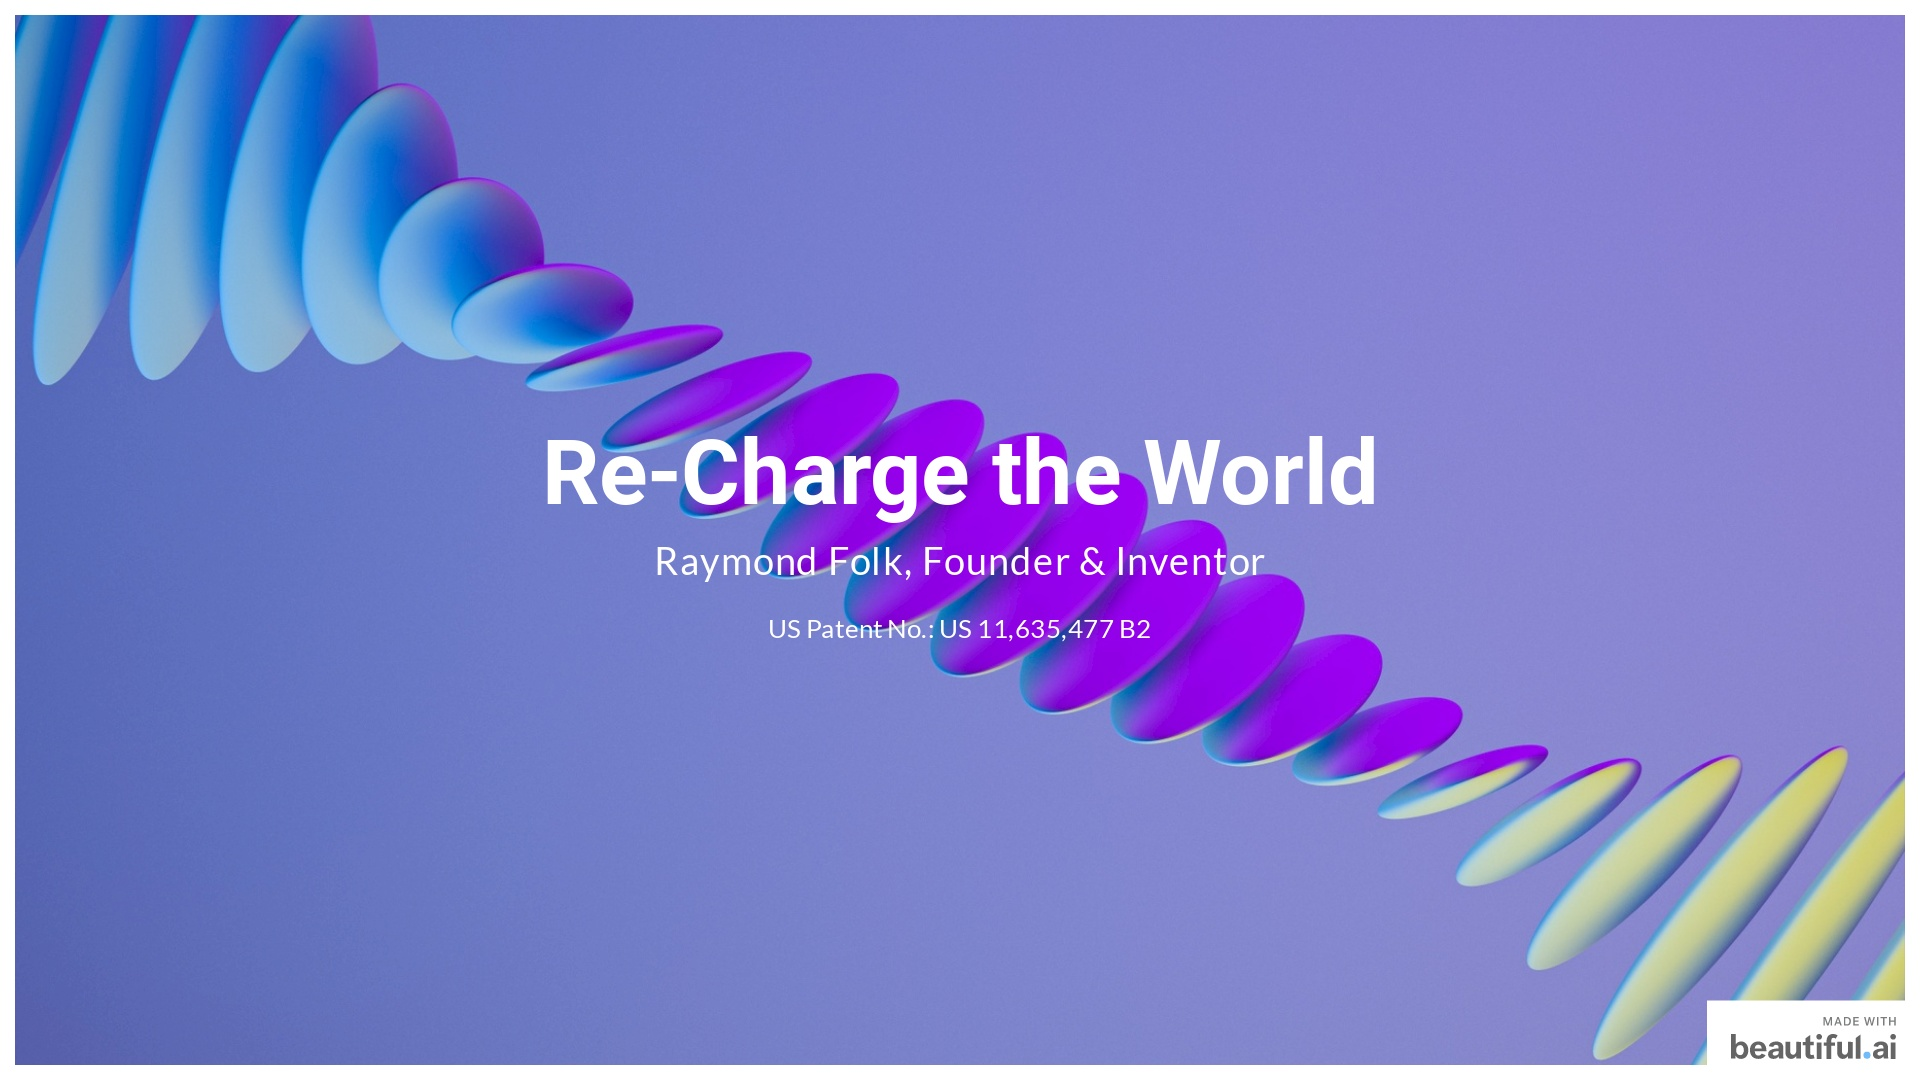 Re-Charge the World
Raymond Folk, Founder & Inventor
US Patent No.: US 11,635,477 B2
MADE WITH
beautiful.ai